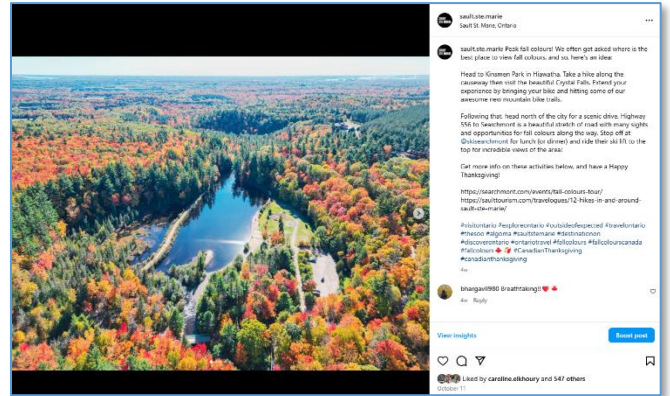 sault.ste.marie
Sault St. Marie, Ontario
sault.ste.marie Peak fall colours! We often get asked where is the
best place to view fall colours, and so, here's an idea:
Head to Kinsmen Park in Hiawatha. Take a hike along the
causeway then visit the beautiful Crystal Falls. Extend your
experience by bringing your bike and hitting some of our
awesome new mountain bike trails.
Following that, head north of the city for a scenic drive. Highway
556 to Searchmont is a beautiful stretch of road with many sights
and opportunities for fall colours along the way. Stop off at
@skisearchmont for lunch (or dinner) and ride their ski lift to the
top for incredible views of the area!
Get more info on these activities below, and have a Happy
Thanksgiving!
https://searchmont.com/events/fall-colours-tour/
https://saulttourism.com/travelogues/12-hikes-in-and-around-
sault-ste-marie/
#visitontario #exploreontario #outsideofexpected #travelontario
#thesoo #algoma #saultstemarie #destinationon
#discoverontario #ontariotravel #fallcolours #fallcolourscanada
#fallcolours 🍁 #CanadianThanksgiving
#canadianthanksgiving
4w
bhargavi1980 Breathtaking!! ❤️ 🍁
4w Reply
View insights
Boost post
Liked by caroline.elkhoury and 547 others
October 11